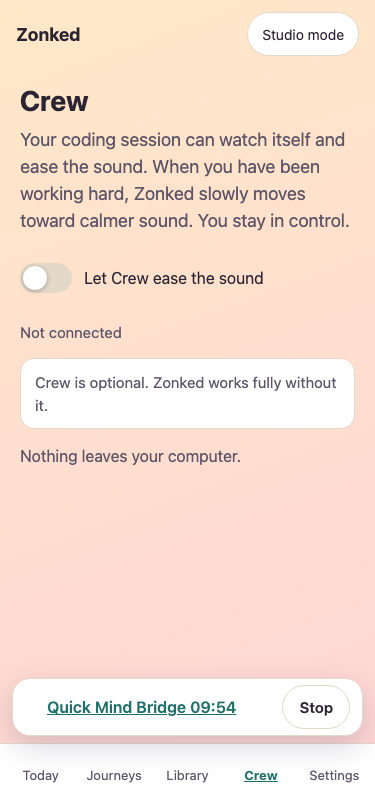 Zonked
Studio mode
Crew
Your coding session can watch itself and
ease the sound. When you have been
working hard, Zonked slowly moves
toward calmer sound. You stay in control.
Let Crew ease the sound
Not connected
Crew is optional. Zonked works fully without
it.
Nothing leaves your computer.
Quick Mind Bridge 09:54
Stop
Today
Journeys
Library
Crew
Settings